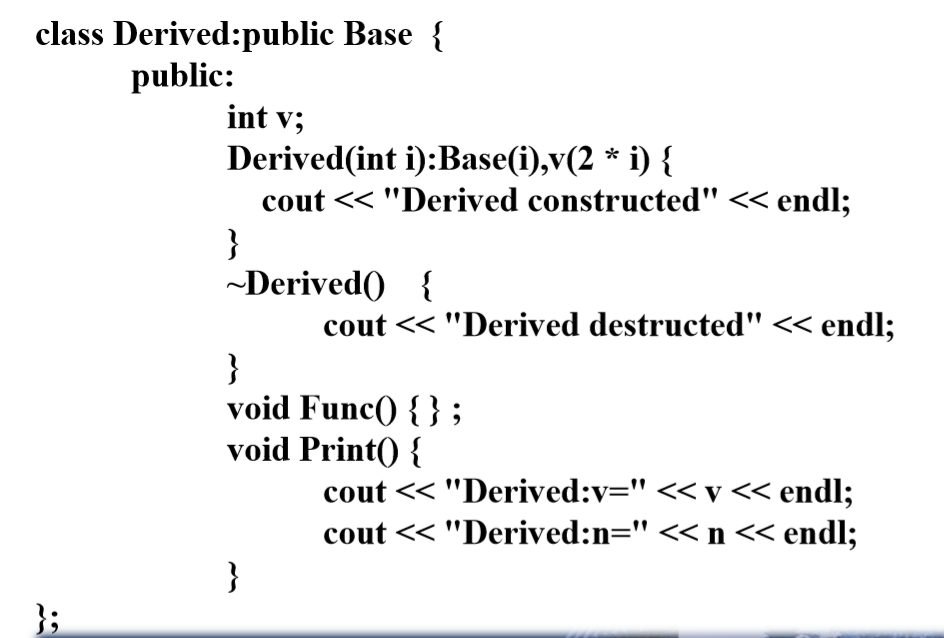 class Derived:public Base {
public:
int v;
Derived(int i):Base(i),v(2 * i) {
cout << "Derived constructed" << endl;
}
~Derived() {
cout << "Derived destructed" << endl;
}
void Func() { } ;
void Print() {
cout << "Derived:v=" << v << endl;
cout << "Derived:n=" << n << endl;
}
};